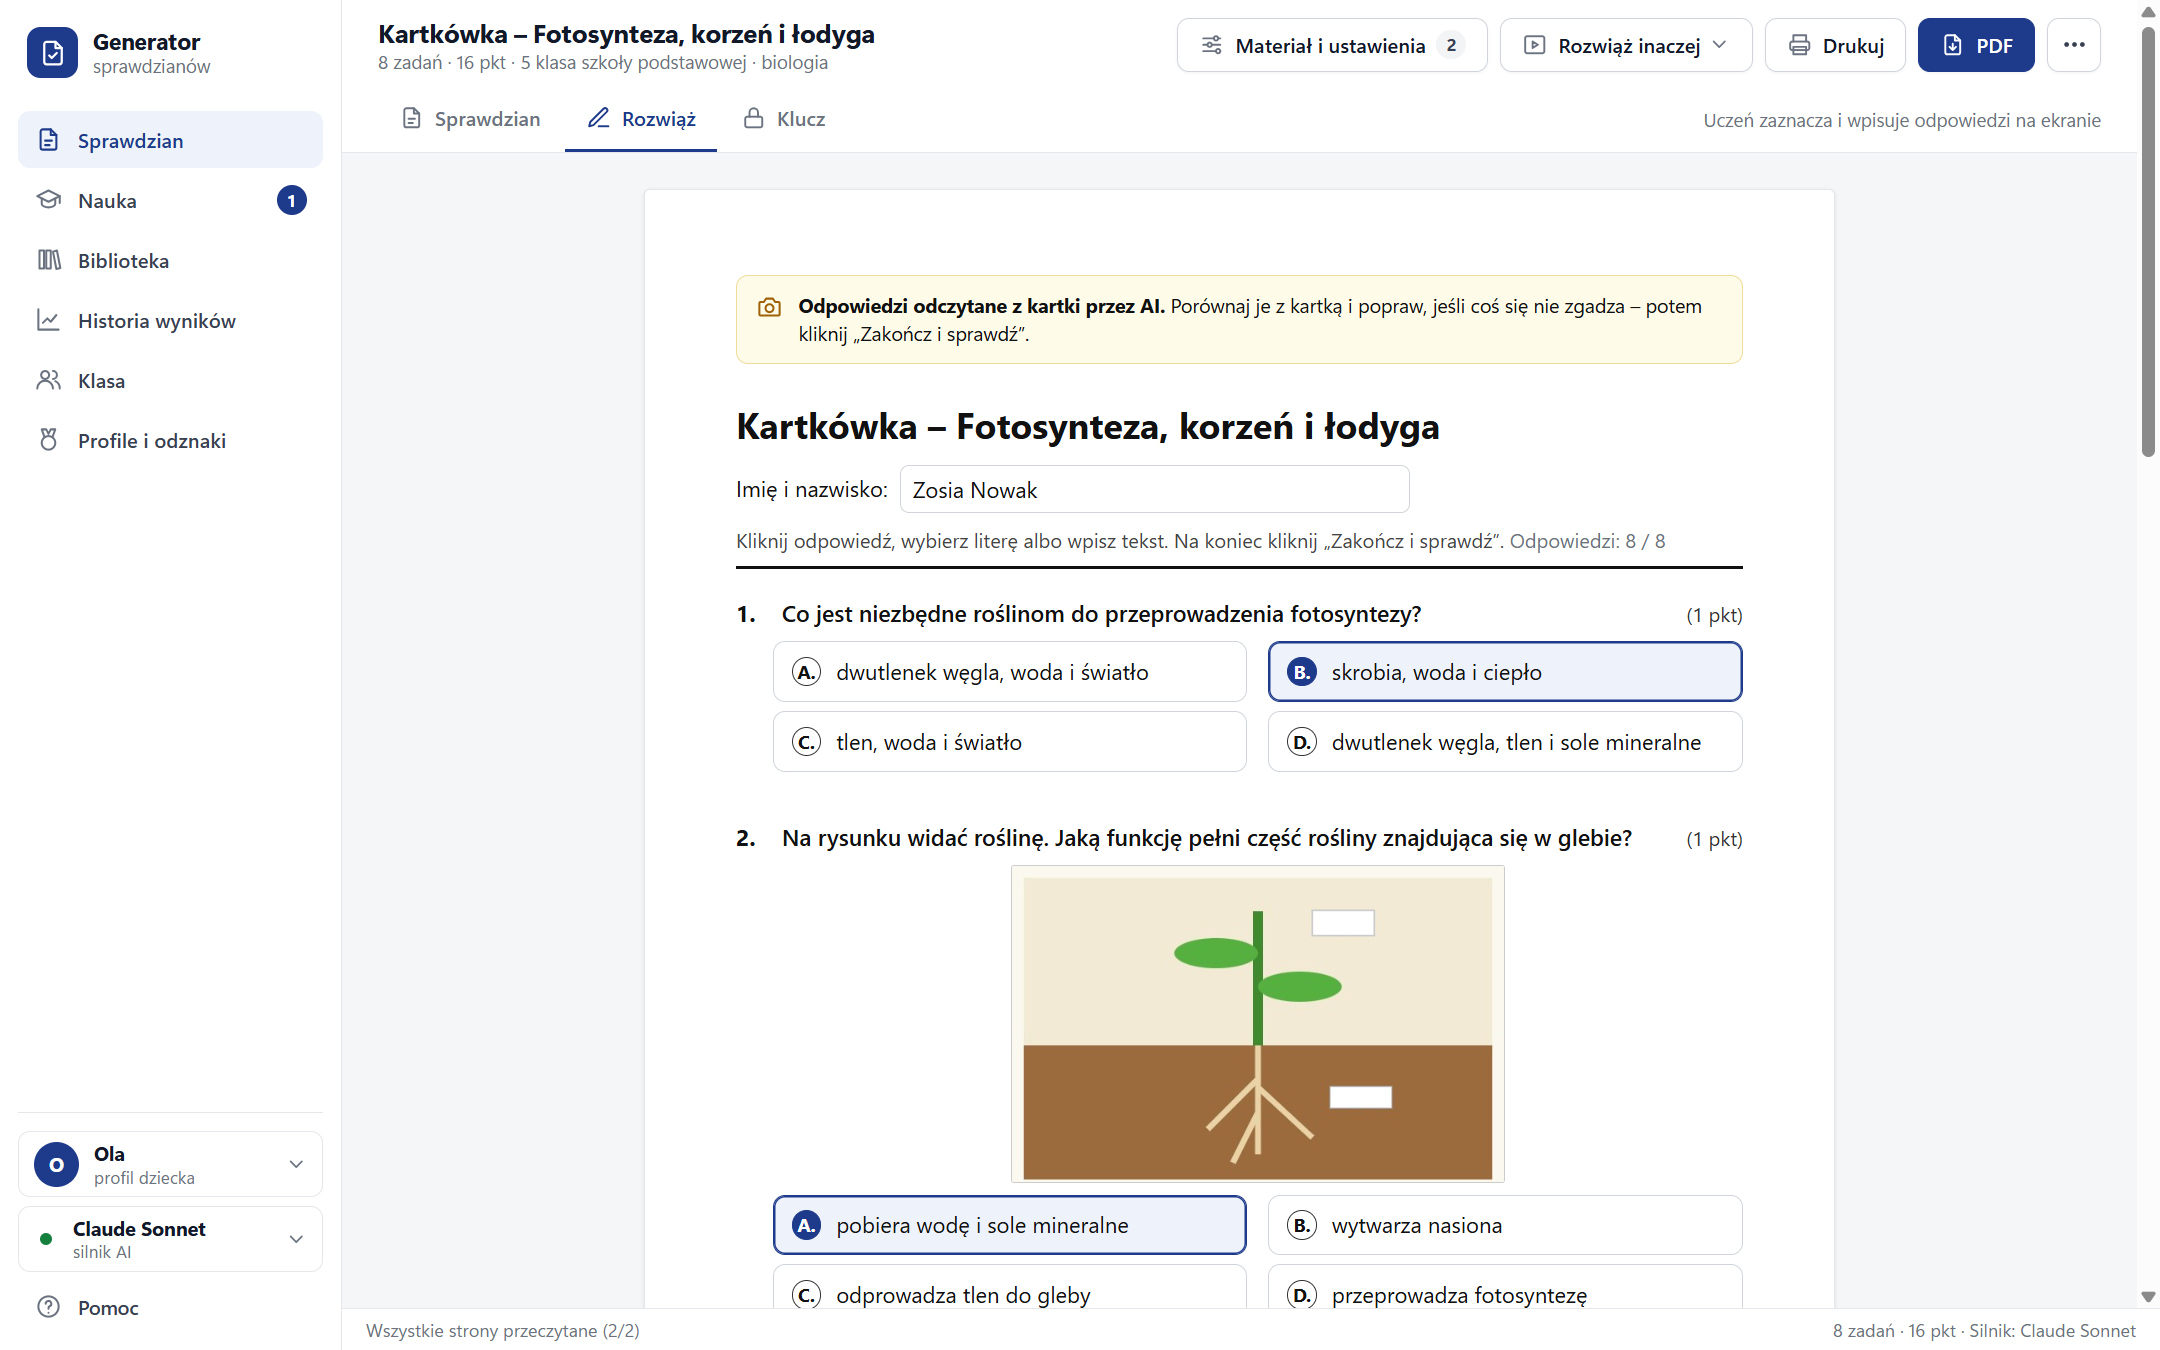 Generator
sprawdzianów
Sprawdzian
Nauka
1
Biblioteka
Historia wyników
Klasa
Profile i odznaki
O
Ola
profil dziecka
Claude Sonnet
silnik AI
Pomoc
Kartkówka – Fotosynteza, korzeń i łodyga
8 zadań · 16 pkt · 5 klasa szkoły podstawowej · biologia
Materiał i ustawienia 2
Rozwiąż inaczej
Drukuj
PDF
Sprawdzian
Rozwiąż
Klucz
Uczeń zaznacza i wpisuje odpowiedzi na ekranie
Odpowiedzi odczytane z kartki przez AI. Porównaj je z kartką i popraw, jeśli coś się nie zgadza – potem
kliknij „Zakończ i sprawdź”.
Kartkówka – Fotosynteza, korzeń i łodyga
Imię i nazwisko: Zosia Nowak
Kliknij odpowiedź, wybierz literę albo wpisz tekst. Na koniec kliknij „Zakończ i sprawdź”. Odpowiedzi: 8 / 8
1. Co jest niezbędne roślinom do przeprowadzenia fotosyntezy? (1 pkt)
A. dwutlenek węgla, woda i światło
B. skrobia, woda i ciepło
C. tlen, woda i światło
D. dwutlenek węgla, tlen i sole mineralne
2. Na rysunku widać roślinę. Jaką funkcję pełni część rośliny znajdująca się w glebie? (1 pkt)
A. pobiera wodę i sole mineralne
B. wytwarza nasiona
C. odprowadza tlen do gleby
D. przeprowadza fotosyntezę
Wszystkie strony przeczytane (2/2)
8 zadań · 16 pkt · Silnik: Claude Sonnet